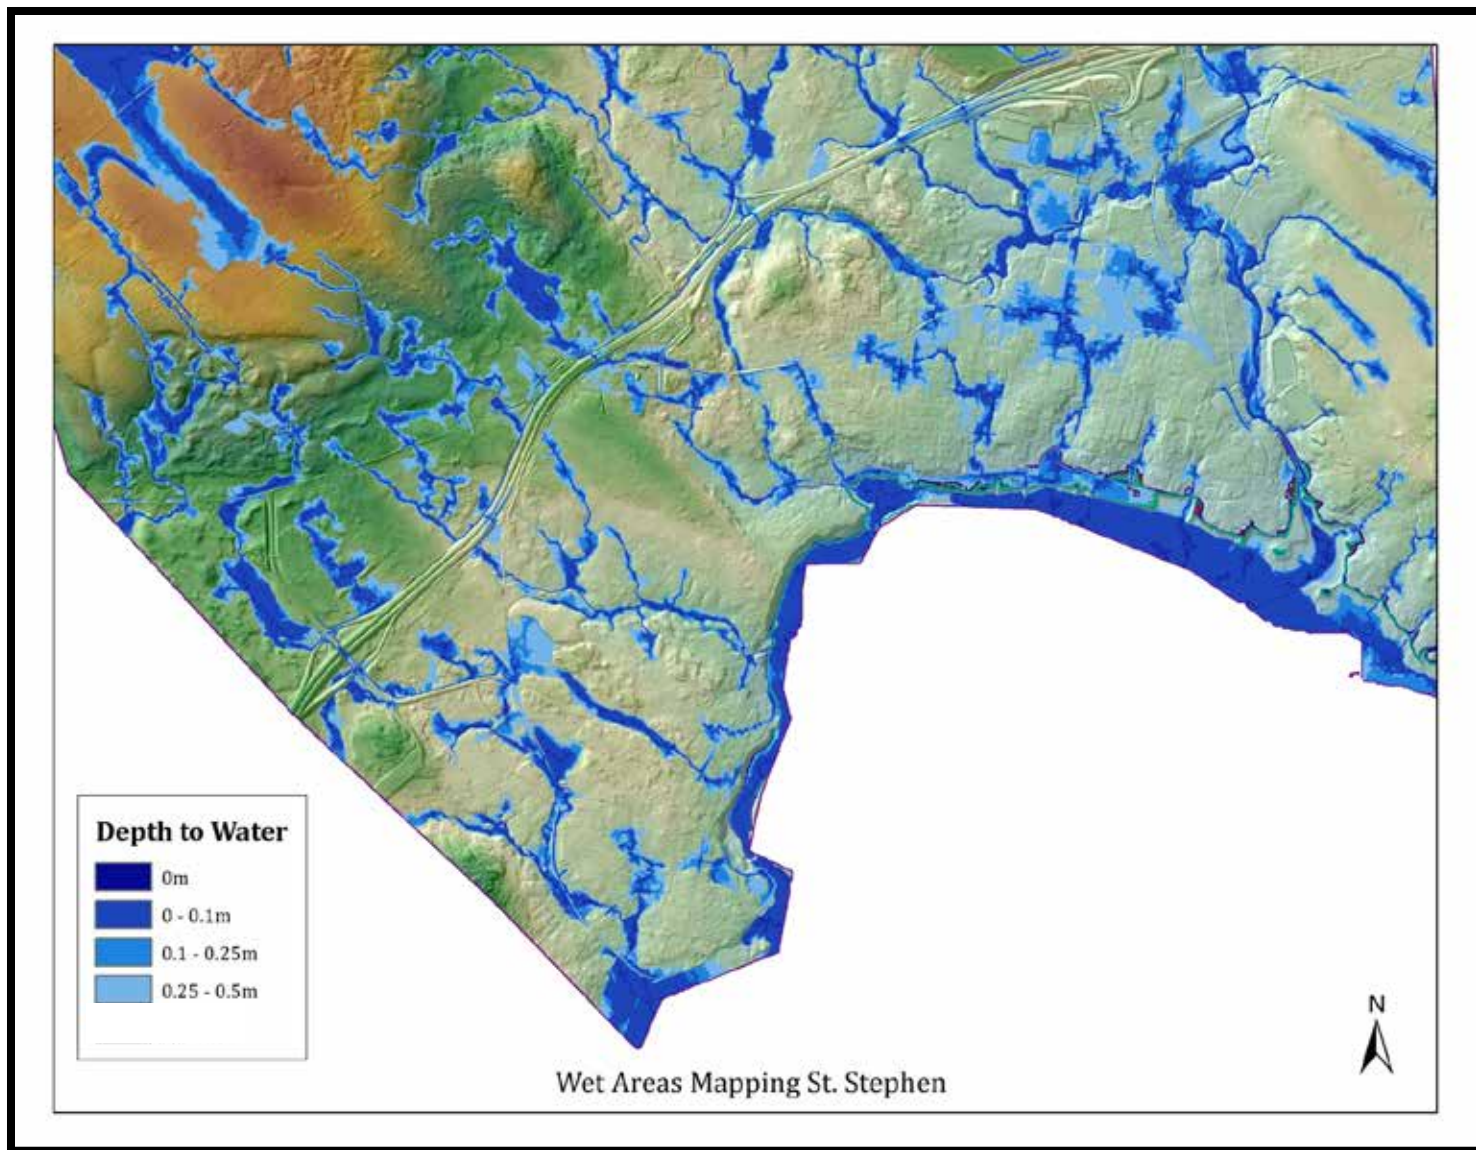 Depth to Water
0m
0 - 0.1m
0.1 - 0.25m
0.25 - 0.5m
N
Wet Areas Mapping St. Stephen